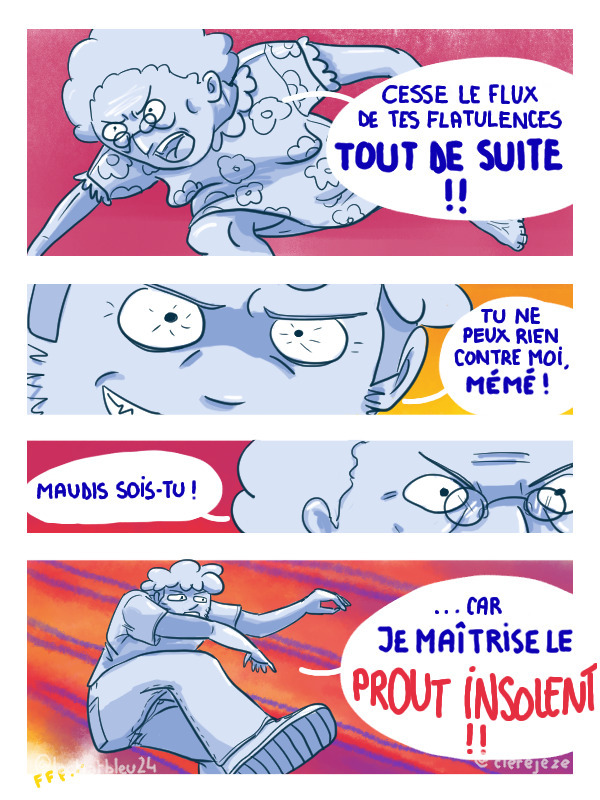 CESSE LE FLUX
DE TES FLATULENCES
TOUT DE SUITE
!!
TU NE
PEUX RIEN
CONTRE MOI,
MÉMÉ !
MAUDIS SOIS-TU !
... CAR
JE MAÎTRISE LE
PROUT INSOLENT
!!
FFF..